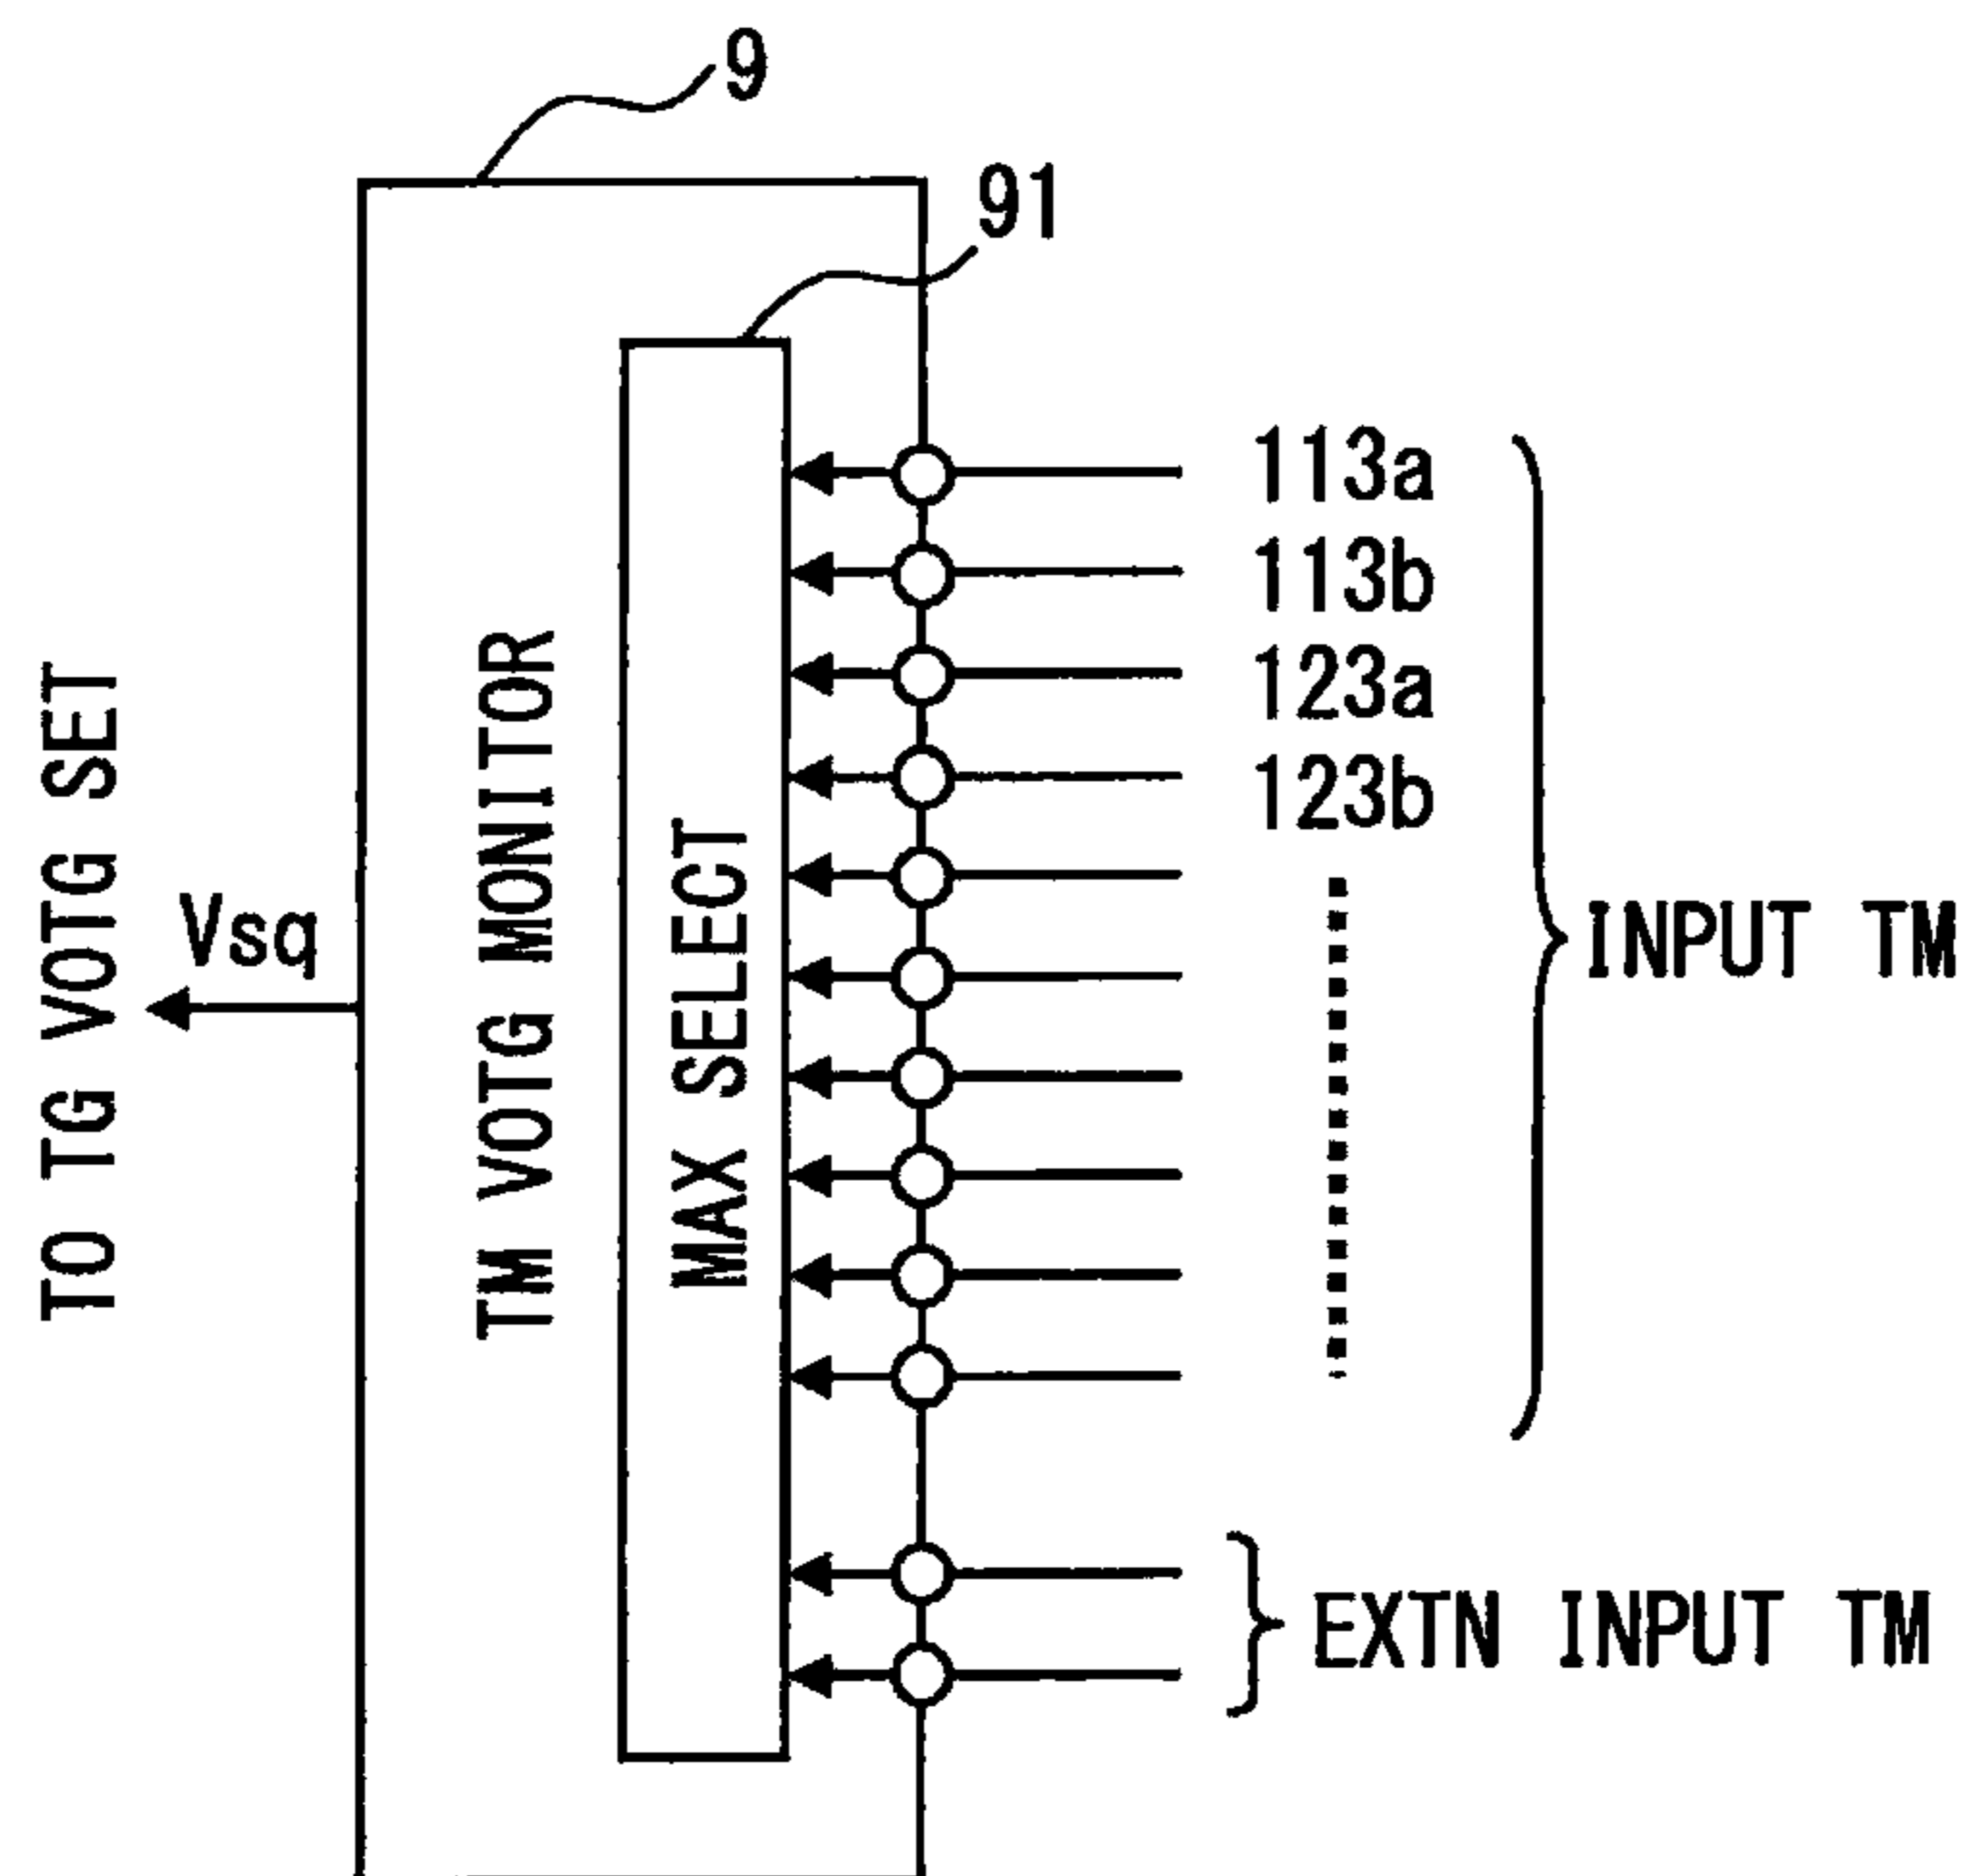 9
91
113a
113b
123a
123b
INPUT TM
EXTN INPUT TM
MAX SELECT
TM VOTG MONITOR
Vsq
TO TG VOTG SET